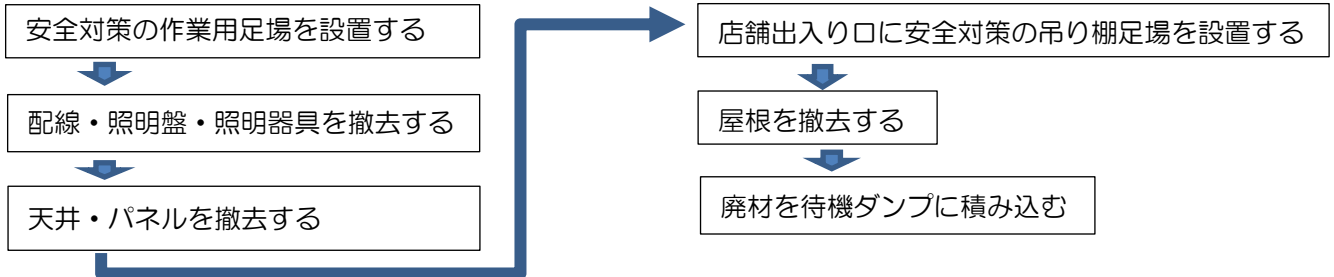 安全対策の作業用足場を設置する
配線・照明盤・照明器具を撤去する
天井・パネルを撤去する
店舗出入り口に安全対策の吊り棚足場を設置する
屋根を撤去する
廃材を待機ダンプに積み込む